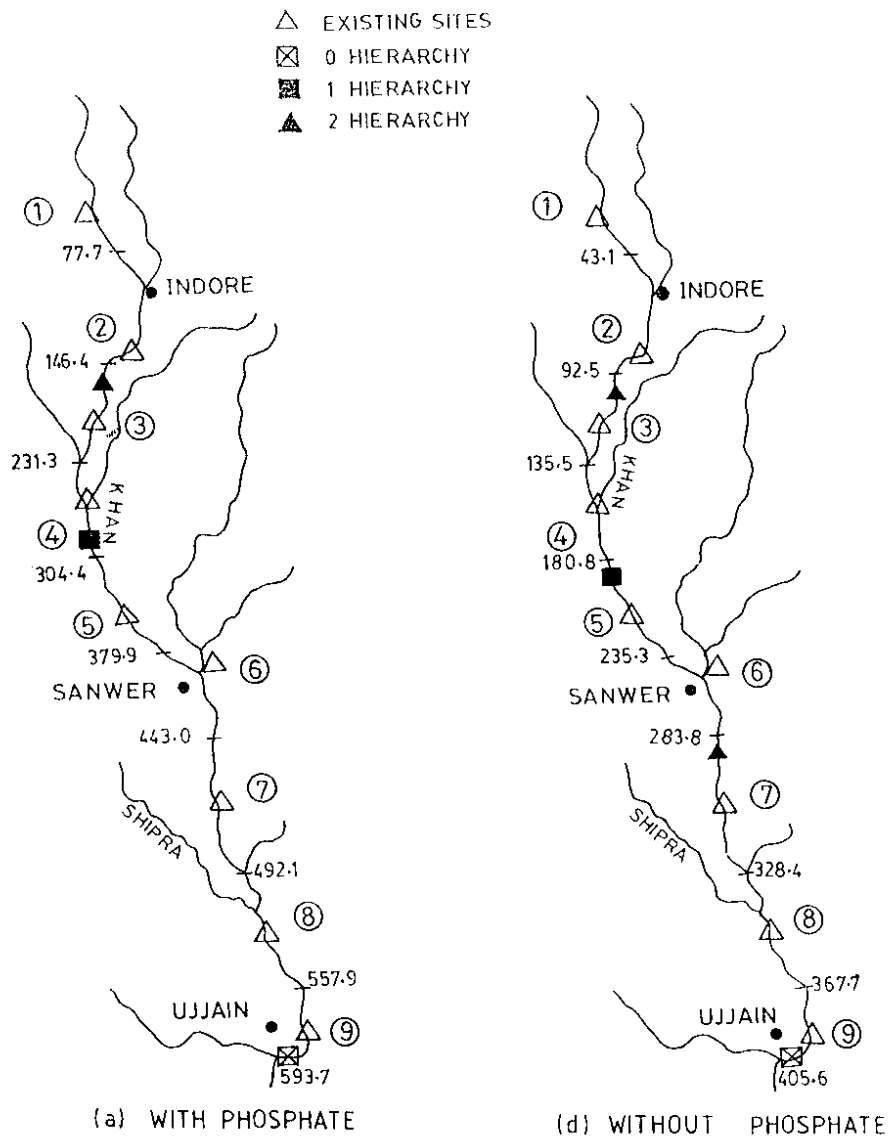 EXISTING SITES
0 HIERARCHY
1 HIERARCHY
2 HIERARCHY
1
77.7
INDORE
2
146.4
3
231.3
KHAN
4
304.4
5
379.9
6
SANWER
443.0
7
SHIPRA
492.1
8
557.9
UJJAIN
9
593.7
(a) WITH PHOSPHATE
1
43.1
INDORE
2
92.5
3
135.5
KHAN
4
180.8
5
235.3
6
SANWER
283.8
7
SHIPRA
328.4
8
367.7
UJJAIN
9
405.6
(d) WITHOUT PHOSPHATE